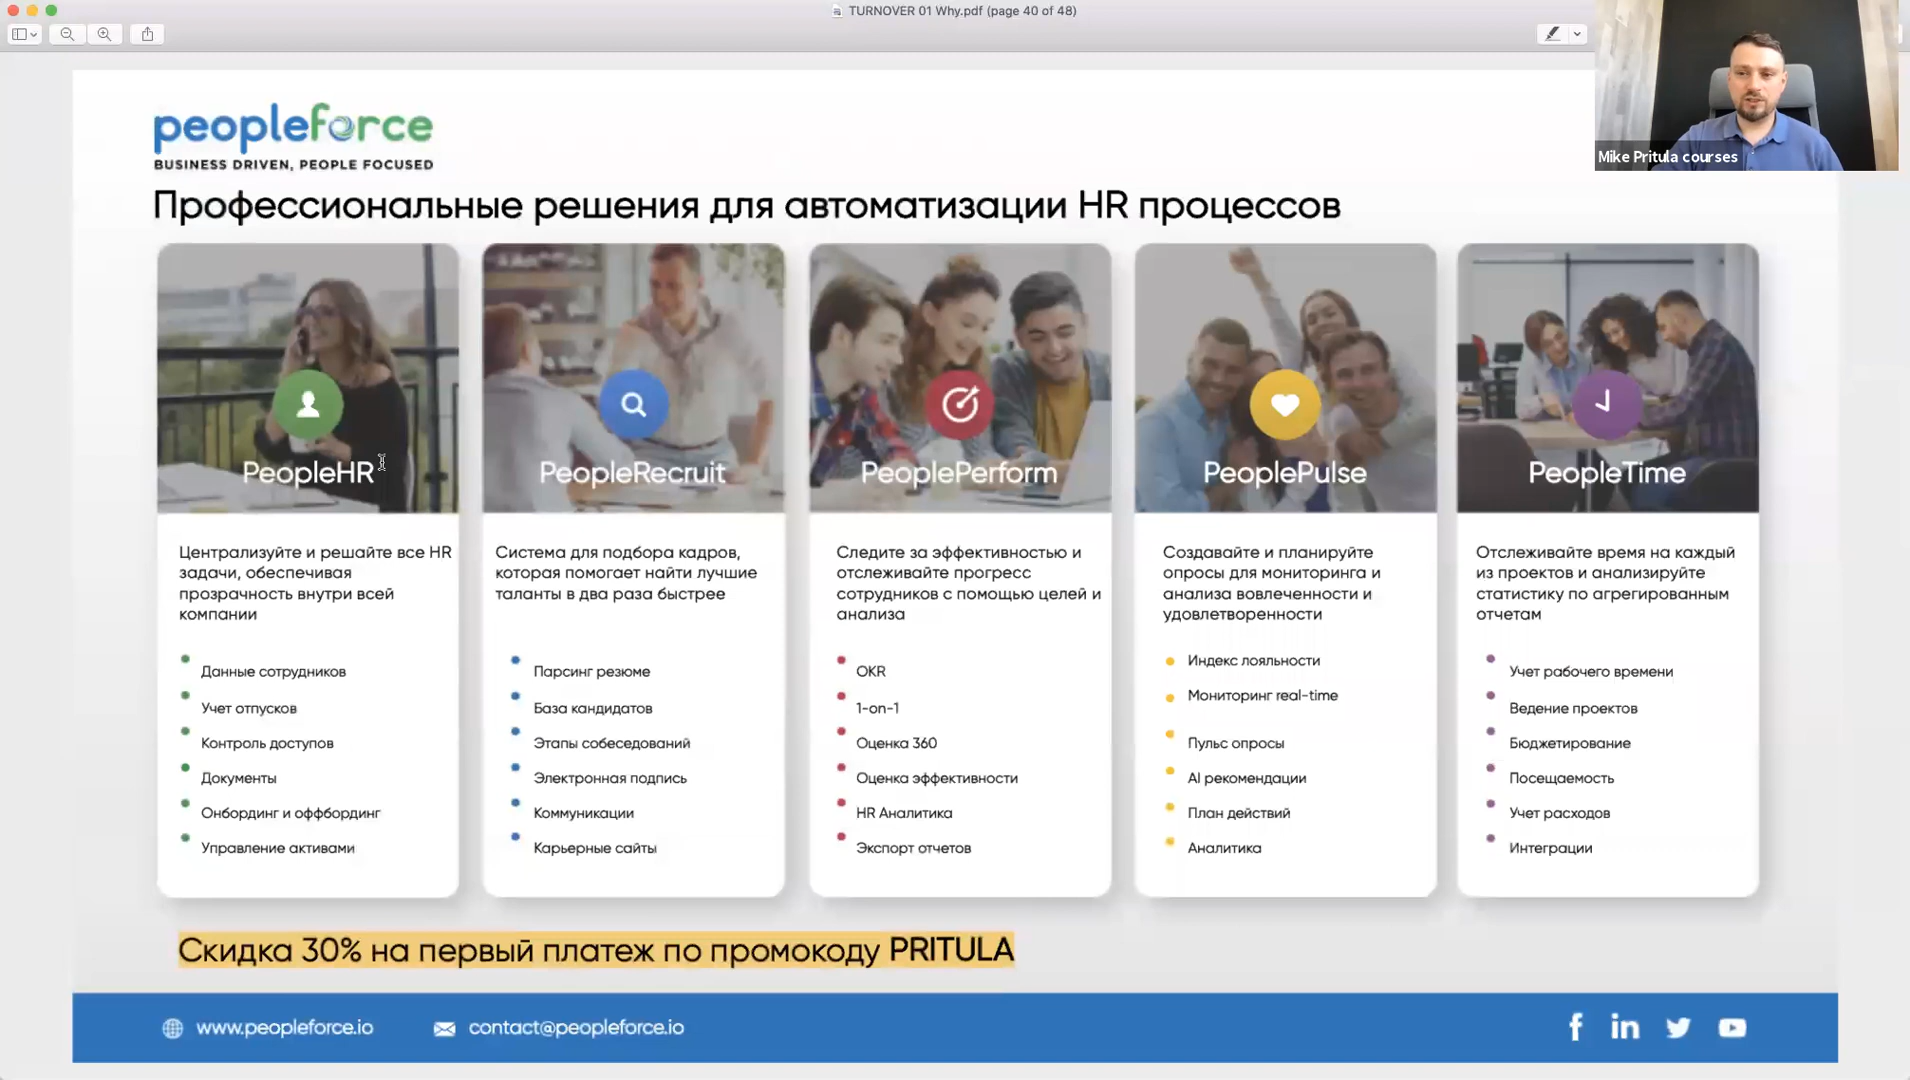 TURNOVER 01 Why.pdf (page 40 of 48)
Mike Pritula courses
peopleforce
BUSINESS DRIVEN, PEOPLE FOCUSED
Профессиональные решения для автоматизации HR процессов
PeopleHR
Централизуйте и решайте все HR
задачи, обеспечивая
прозрачность внутри всей
компании
Данные сотрудников
Учет отпусков
Контроль доступов
Документы
Онбординг и оффбординг
Управление активами
PeopleRecruit
Система для подбора кадров,
которая помогает найти лучшие
таланты в два раза быстрее
Парсинг резюме
База кандидатов
Этапы собеседований
Электронная подпись
Коммуникации
Карьерные сайты
PeoplePerform
Следите за эффективностью и
отслеживайте прогресс
сотрудников с помощью целей и
анализа
OKR
1-on-1
Оценка 360
Оценка эффективности
HR Аналитика
Экспорт отчетов
PeoplePulse
Создавайте и планируйте
опросы для мониторинга и
анализа вовлеченности и
удовлетворенности
Индекс лояльности
Мониторинг real-time
Пульс опросы
AI рекомендации
План действий
Аналитика
PeopleTime
Отслеживайте время на каждый
из проектов и анализируйте
статистику по агрегированным
отчетам
Учет рабочего времени
Ведение проектов
Бюджетирование
Посещаемость
Учет расходов
Интеграции
Скидка 30% на первый платеж по промокоду PRITULA
www.peopleforce.io
contact@peopleforce.io